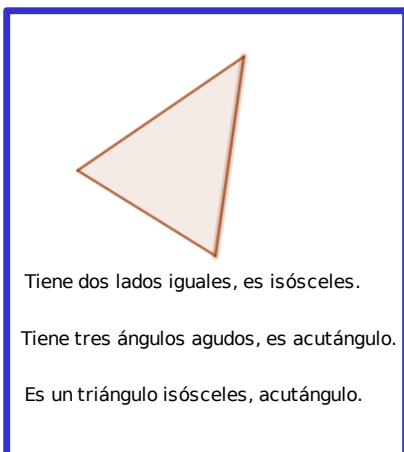 Tiene dos lados iguales, es isósceles.
Tiene tres ángulos agudos, es acutángulo.
Es un triángulo isósceles, acutángulo.